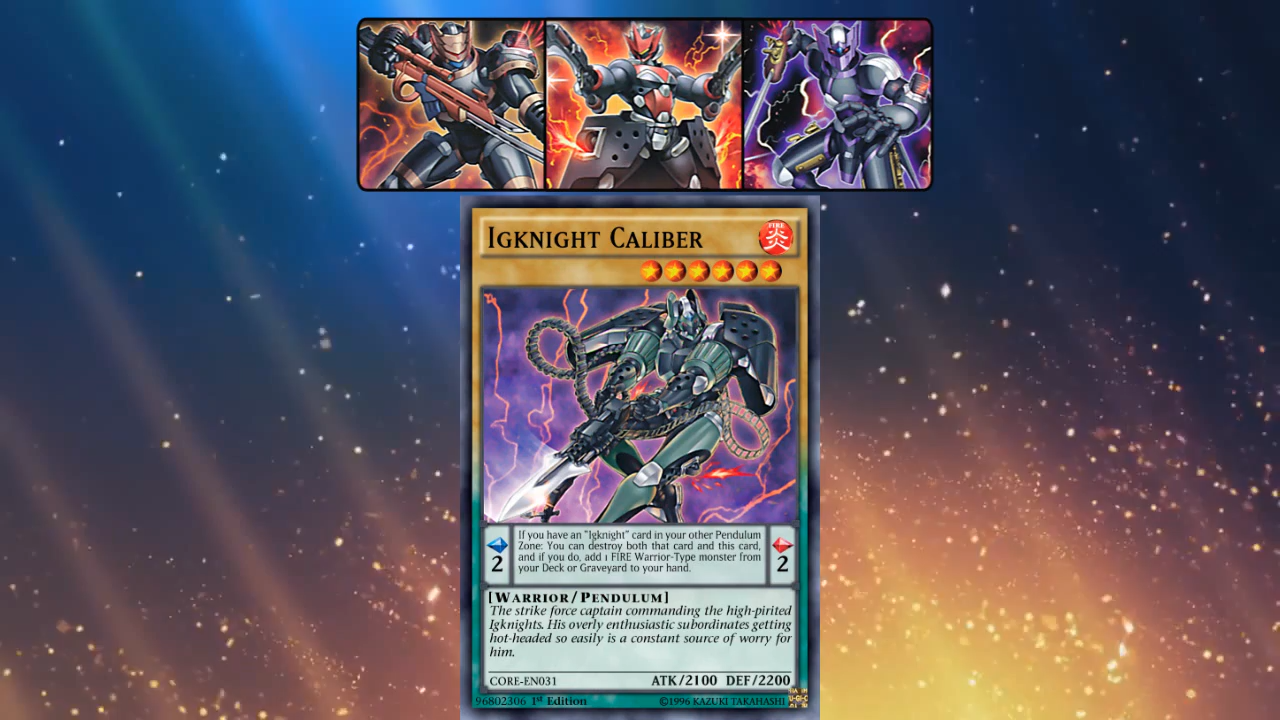 IGKNIGHT CALIBER
FIRE
炎
If you have an "Igknight" card in your other Pendulum
Zone: You can destroy both that card and this card,
and if you do, add 1 FIRE Warrior-Type monster from
your Deck or Graveyard to your hand.
2
2
[WARRIOR/PENDULUM]
The strike force captain commanding the high-pirited
Igknights. His overly enthusiastic subordinates getting
hot-headed so easily is a constant source of worry for
him.
CORE-EN031
ATK/2100 DEF/2200
96802306 1st Edition
©1996 KAZUKI TAKAHASHI